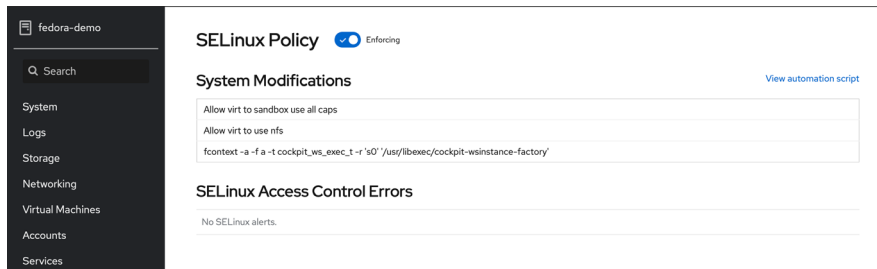 fedora-demo
Search
System
Logs
Storage
Networking
Virtual Machines
Accounts
Services
SELinux Policy Enforcing
System Modifications View automation script
Allow virt to sandbox use all caps
Allow virt to use nfs
fcontext -a -f a -t cockpit_ws_exec_t -r 's0' '/usr/libexec/cockpit-wsinstance-factory'
SELinux Access Control Errors
No SELinux alerts.